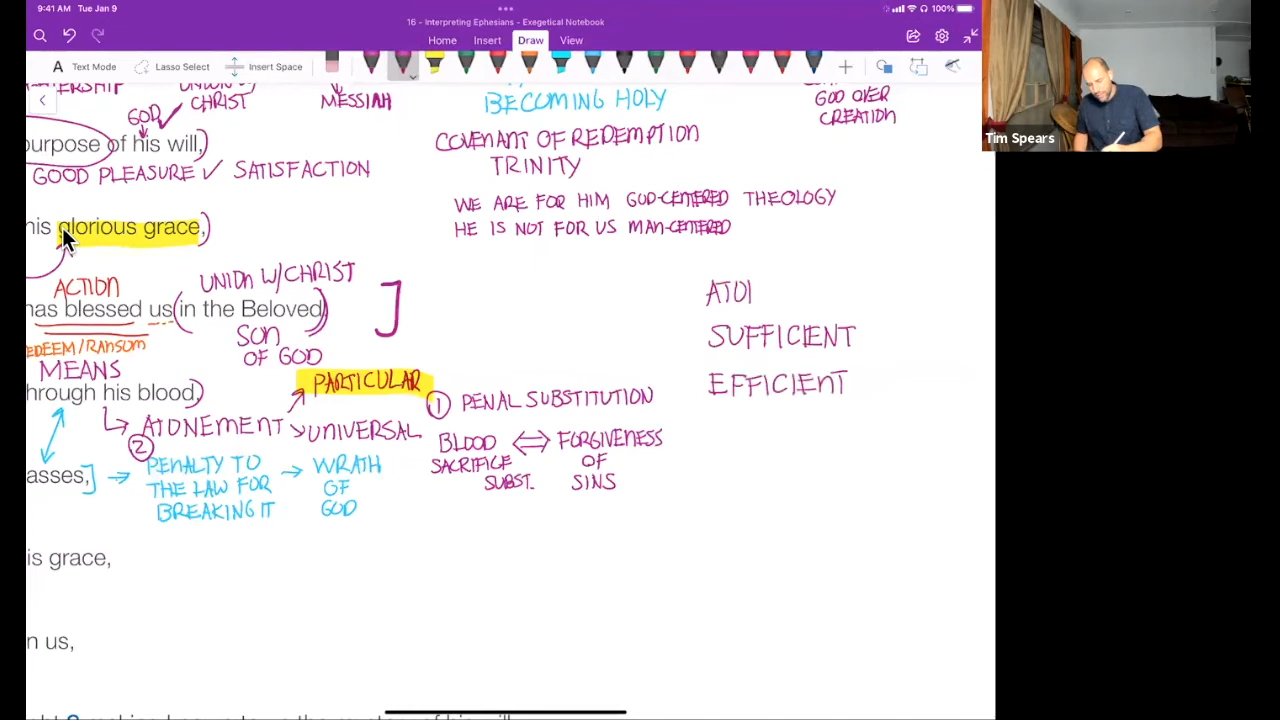 9:41 AM Tue Jan 9
100%
16 - Interpreting Ephesians - Exegetical Notebook
Home Insert Draw View
Text Mode Lasso Select Insert Space
CHRIST
MESSIAH
BECOMING HOLY
GOD OVER
CREATION
GOD
purpose of his will,)
GOOD PLEASURE ✓ SATISFACTION
COVENANT OF REDEMPTION
TRINITY
WE ARE FOR HIM GOD-CENTERED THEOLOGY
HE IS NOT FOR US MAN-CENTERED
his glorious grace,)
ACTION
UNION W/CHRIST
has blessed us (in the Beloved)
SON
OF GOD
EDEEM/RANSOM
MEANS
PARTICULAR
through his blood,)
ATONEMENT
UNIVERSAL
① PENAL SUBSTITUTION
BLOOD ⇔ FORGIVENESS
SACRIFICE OF
SUBST. SINS
②
asses,]
PENALTY TO
THE LAW FOR
BREAKING IT
WRATH
OF
GOD
ATOI
SUFFICIENT
EFFICIENT
is grace,
n us,
Tim Spears